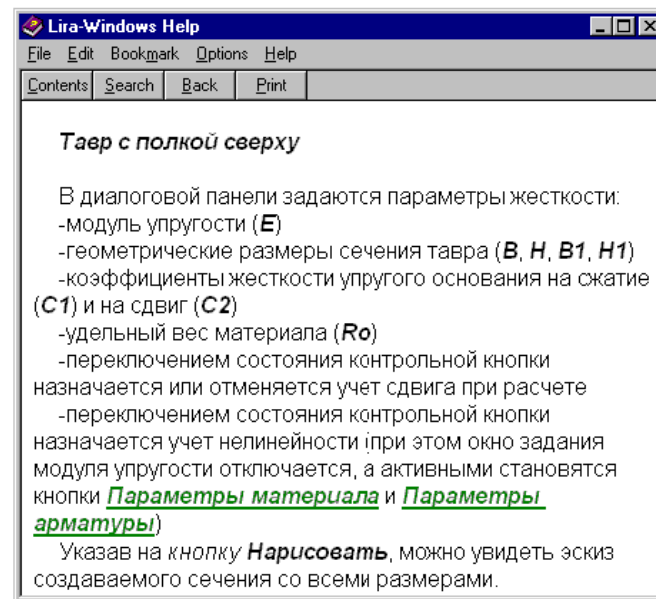 Lira-Windows Help
File Edit Bookmark Options Help
Contents Search Back Print
Тавр с полкой сверху
В диалоговой панели задаются параметры жесткости:
-модуль упругости (E)
-геометрические размеры сечения тавра (B, H, B1, H1)
-коэффициенты жесткости упругого основания на сжатие
(C1) и на сдвиг (C2)
-удельный вес материала (Ro)
-переключением состояния контрольной кнопки
назначается или отменяется учет сдвига при расчете
-переключением состояния контрольной кнопки
назначается учет нелинейности (при этом окно задания
модуля упругости отключается, а активными становятся
кнопки Параметры материала и Параметры
арматуры)
Указав на кнопку Нарисовать, можно увидеть эскиз
создаваемого сечения со всеми размерами.